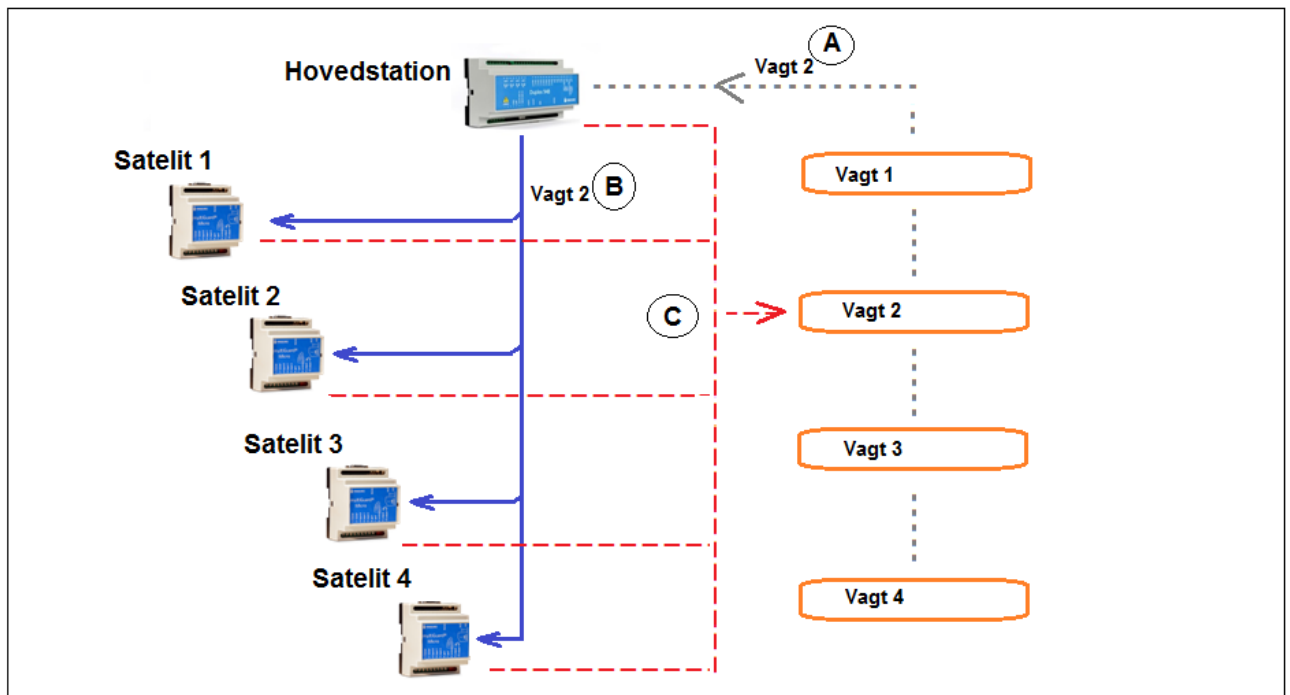 Hovedstation
Vagt 2
A
Satelit 1
Vagt 1
Vagt 2
B
Satelit 2
Vagt 2
C
Satelit 3
Vagt 3
Satelit 4
Vagt 4